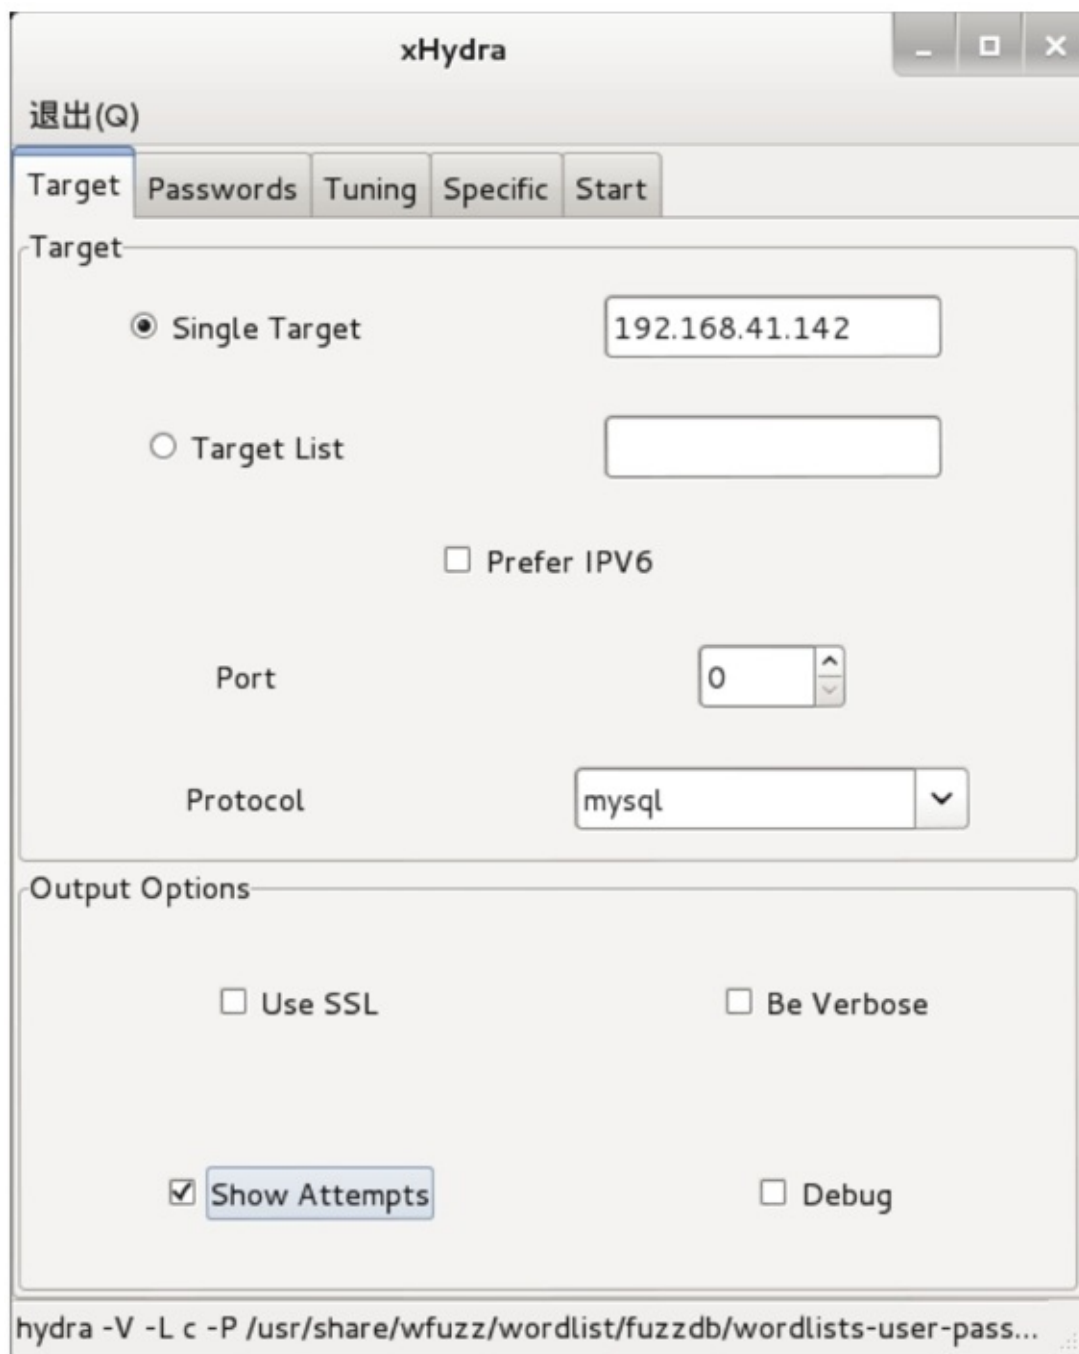 xHydra
退出(Q)
Target Passwords Tuning Specific Start
Target
Single Target 192.168.41.142
Target List
Prefer IPV6
Port 0
Protocol mysql
Output Options
Use SSL Be Verbose
Show Attempts Debug
hydra -V -L c -P /usr/share/wfuzz/wordlist/fuzzdb/wordlists-user-pass...